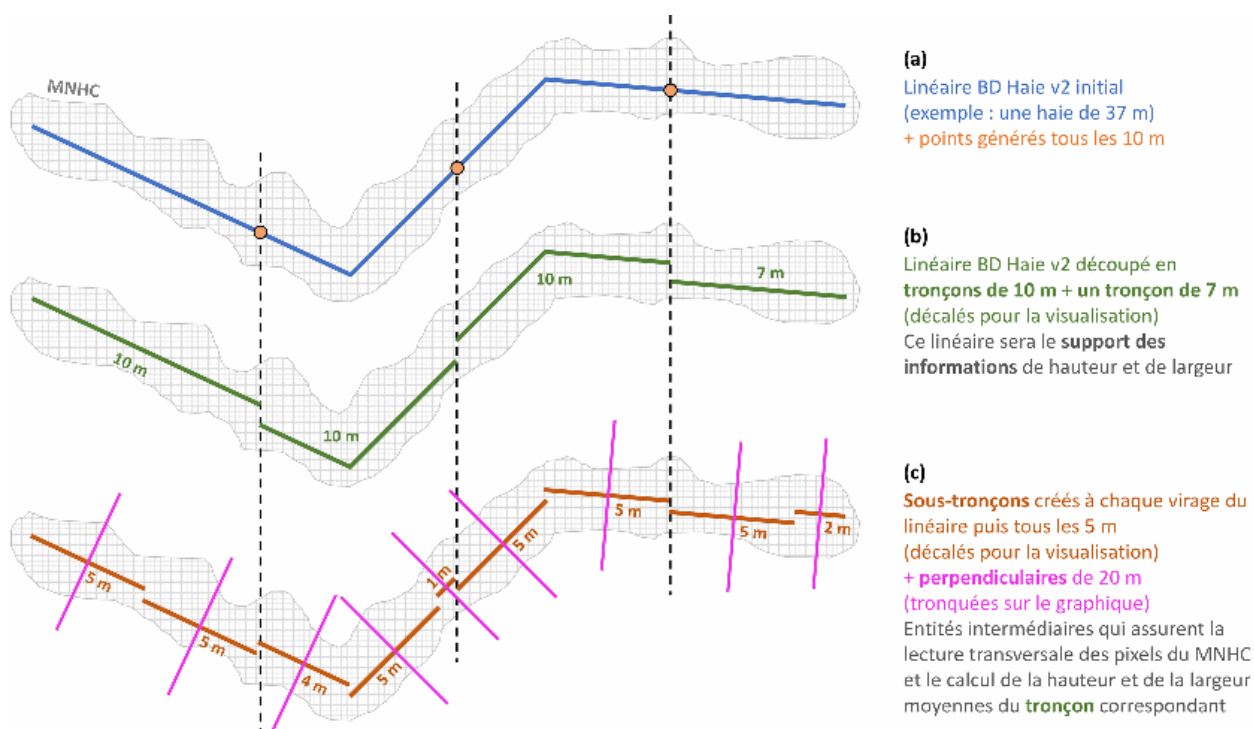 MNHC
(a)
Linéaire BD Haie v2 initial
(exemple : une haie de 37 m)
+ points générés tous les 10 m
10 m
10 m
10 m
7 m
(b)
Linéaire BD Haie v2 découpé en
tronçons de 10 m + un tronçon de 7 m
(décalés pour la visualisation)
Ce linéaire sera le support des
informations de hauteur et de largeur
5 m
5 m
4 m
5 m
1 m
5 m
5 m
5 m
2 m
(c)
Sous-tronçons créés à chaque virage du
linéaire puis tous les 5 m
(décalés pour la visualisation)
+ perpendiculaires de 20 m
(tronquées sur le graphique)
Entités intermédiaires qui assurent la
lecture transversale des pixels du MNHC
et le calcul de la hauteur et de la largeur
moyennes du tronçon correspondant